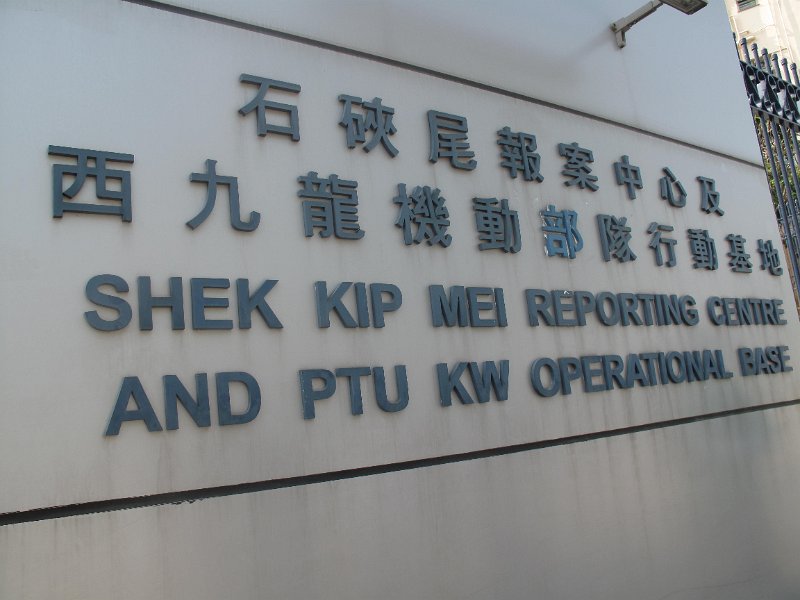 石硤尾報案中心及
西九龍機動部隊行動基地
SHEK KIP MEI REPORTING CENTRE
AND PTU KW OPERATIONAL BASE